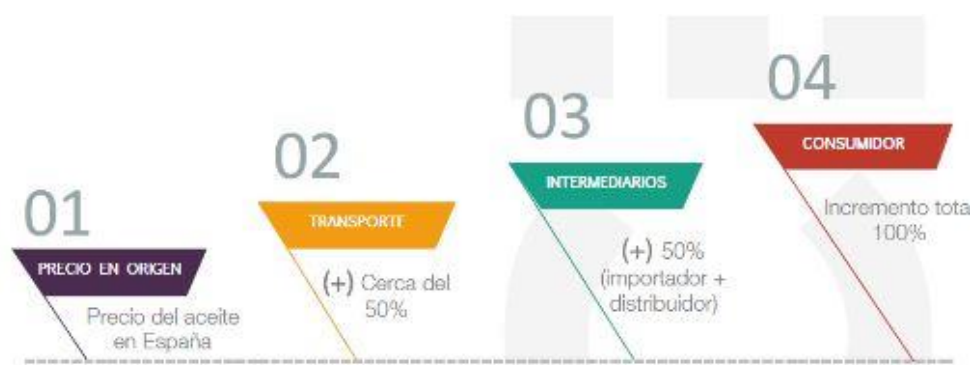 01
PRECIO EN ORIGEN
Precio del aceite
en España
02
TRANSPORTE
(+) Cerca del
50%
03
INTERMEDIARIOS
(+) 50%
(importador +
distribuidor)
04
CONSUMIDOR
Incremento tota
100%